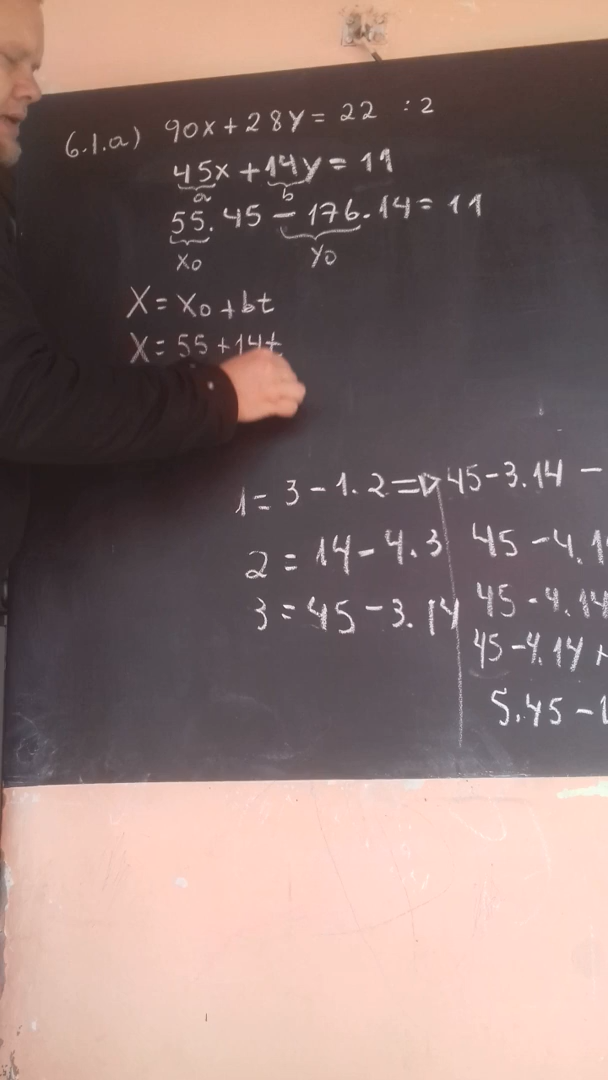 6.1.a) 90x + 28y = 22 :2
45x + 14y = 11
a b
55. 45 - 176. 14 = 11
x0 y0
X = x0 + bt
X = 55 + 14t
1 = 3 - 1. 2 => 45 - 3.14 -
2 = 14 - 4. 3 45 - 4. 1
3 = 45 - 3. 14 45 - 4. 14
45 - 4. 14 +
5.45 - 1